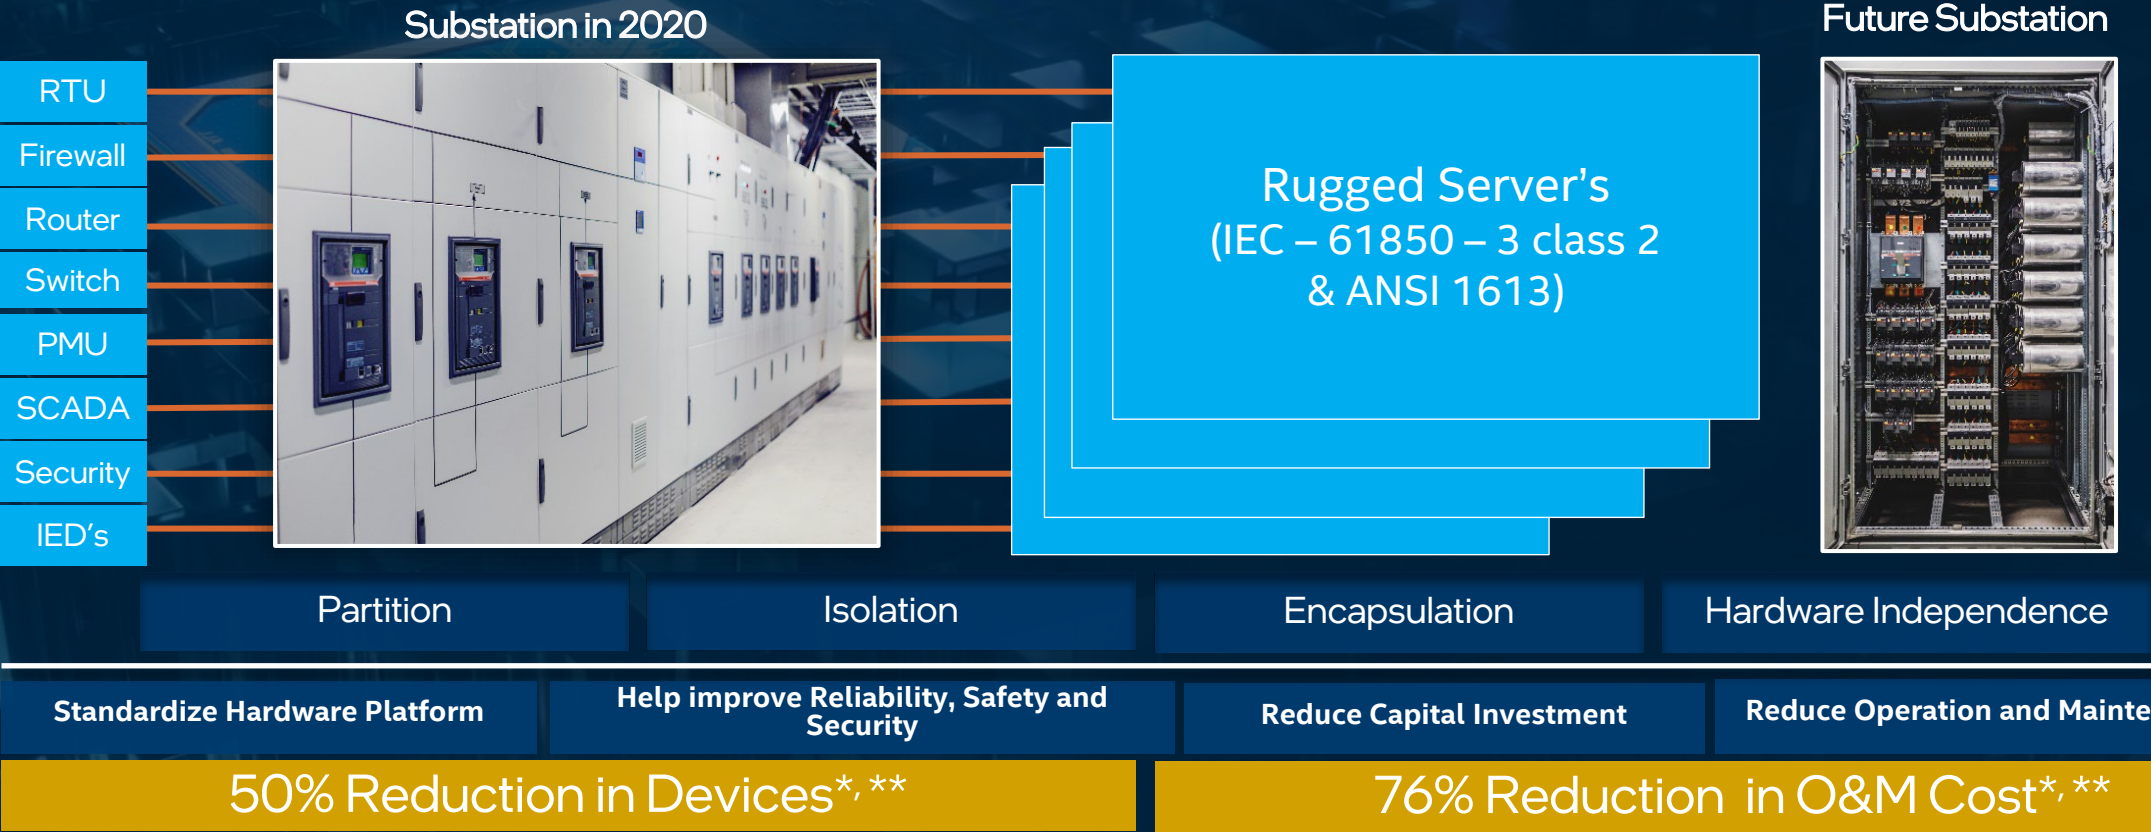 Substation in 2020
Future Substation
RTU
Firewall
Router
Switch
PMU
SCADA
Security
IED's
Rugged Server's
(IEC – 61850 – 3 class 2
& ANSI 1613)
Partition
Isolation
Encapsulation
Hardware Independence
Standardize Hardware Platform
Help improve Reliability, Safety and
Security
Reduce Capital Investment
Reduce Operation and Mainte
50% Reduction in Devices*, **
76% Reduction in O&M Cost*, **